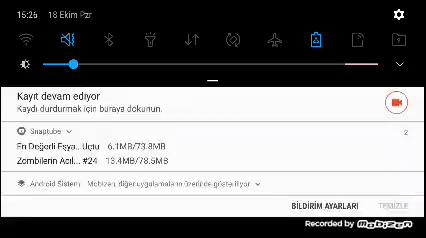 15:26 18 Ekim Pzr
Kayıt devam ediyor
Kaydı durdurmak için buraya dokunun.
Snaptube 2
En Değerli Eşya... Uçtu 6.1MB/73.8MB
Zombilerin Acıl... #24 13.4MB/78.5MB
Android Sistem Mobizen, diğer uygulamaların üzerinde gösteriliyor
BİLDİRİM AYARLARI TEMİZLE
Recorded by mobizen